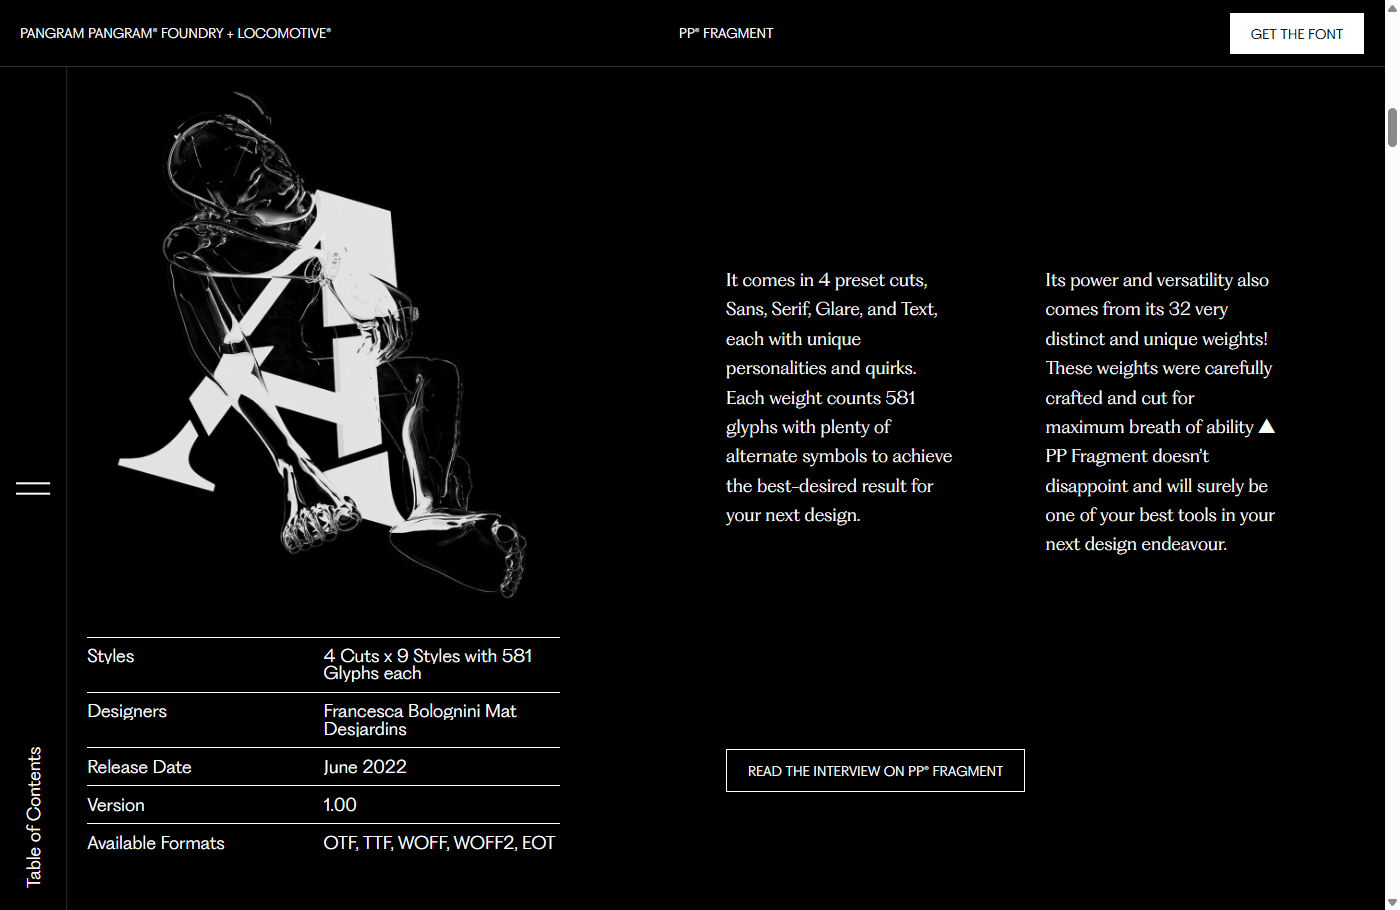 PANGRAM PANGRAM® FOUNDRY + LOCOMOTIVE®
PP® FRAGMENT
GET THE FONT
It comes in 4 preset cuts,
Sans, Serif, Glare, and Text,
each with unique
personalities and quirks.
Each weight counts 581
glyphs with plenty of
alternate symbols to achieve
the best-desired result for
your next design.
Its power and versatility also
comes from its 32 very
distinct and unique weights!
These weights were carefully
crafted and cut for
maximum breath of ability ▲
PP Fragment doesn't
disappoint and will surely be
one of your best tools in your
next design endeavour.
A
Styles
4 Cuts x 9 Styles with 581
Glyphs each
Designers
Francesca Bolognini Mat
Desjardins
Release Date
June 2022
Version
1.00
Available Formats
OTF, TTF, WOFF, WOFF2, EOT
READ THE INTERVIEW ON PP® FRAGMENT
Table of Contents